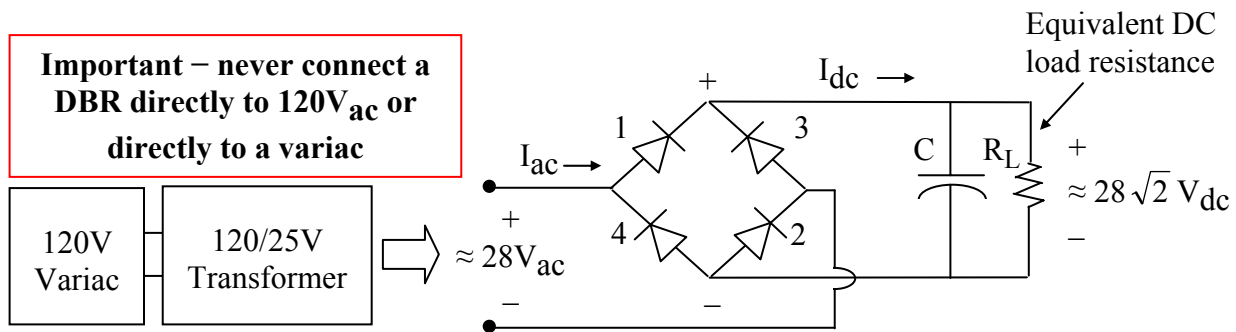 Important − never connect a
DBR directly to 120Vac or
directly to a variac
120V
Variac
120/25V
Transformer
≈ 28Vac
+
−
Iac
1
3
4
2
+
−
Idc
C
RL
Equivalent DC
load resistance
+
≈ 28√2 Vdc
−